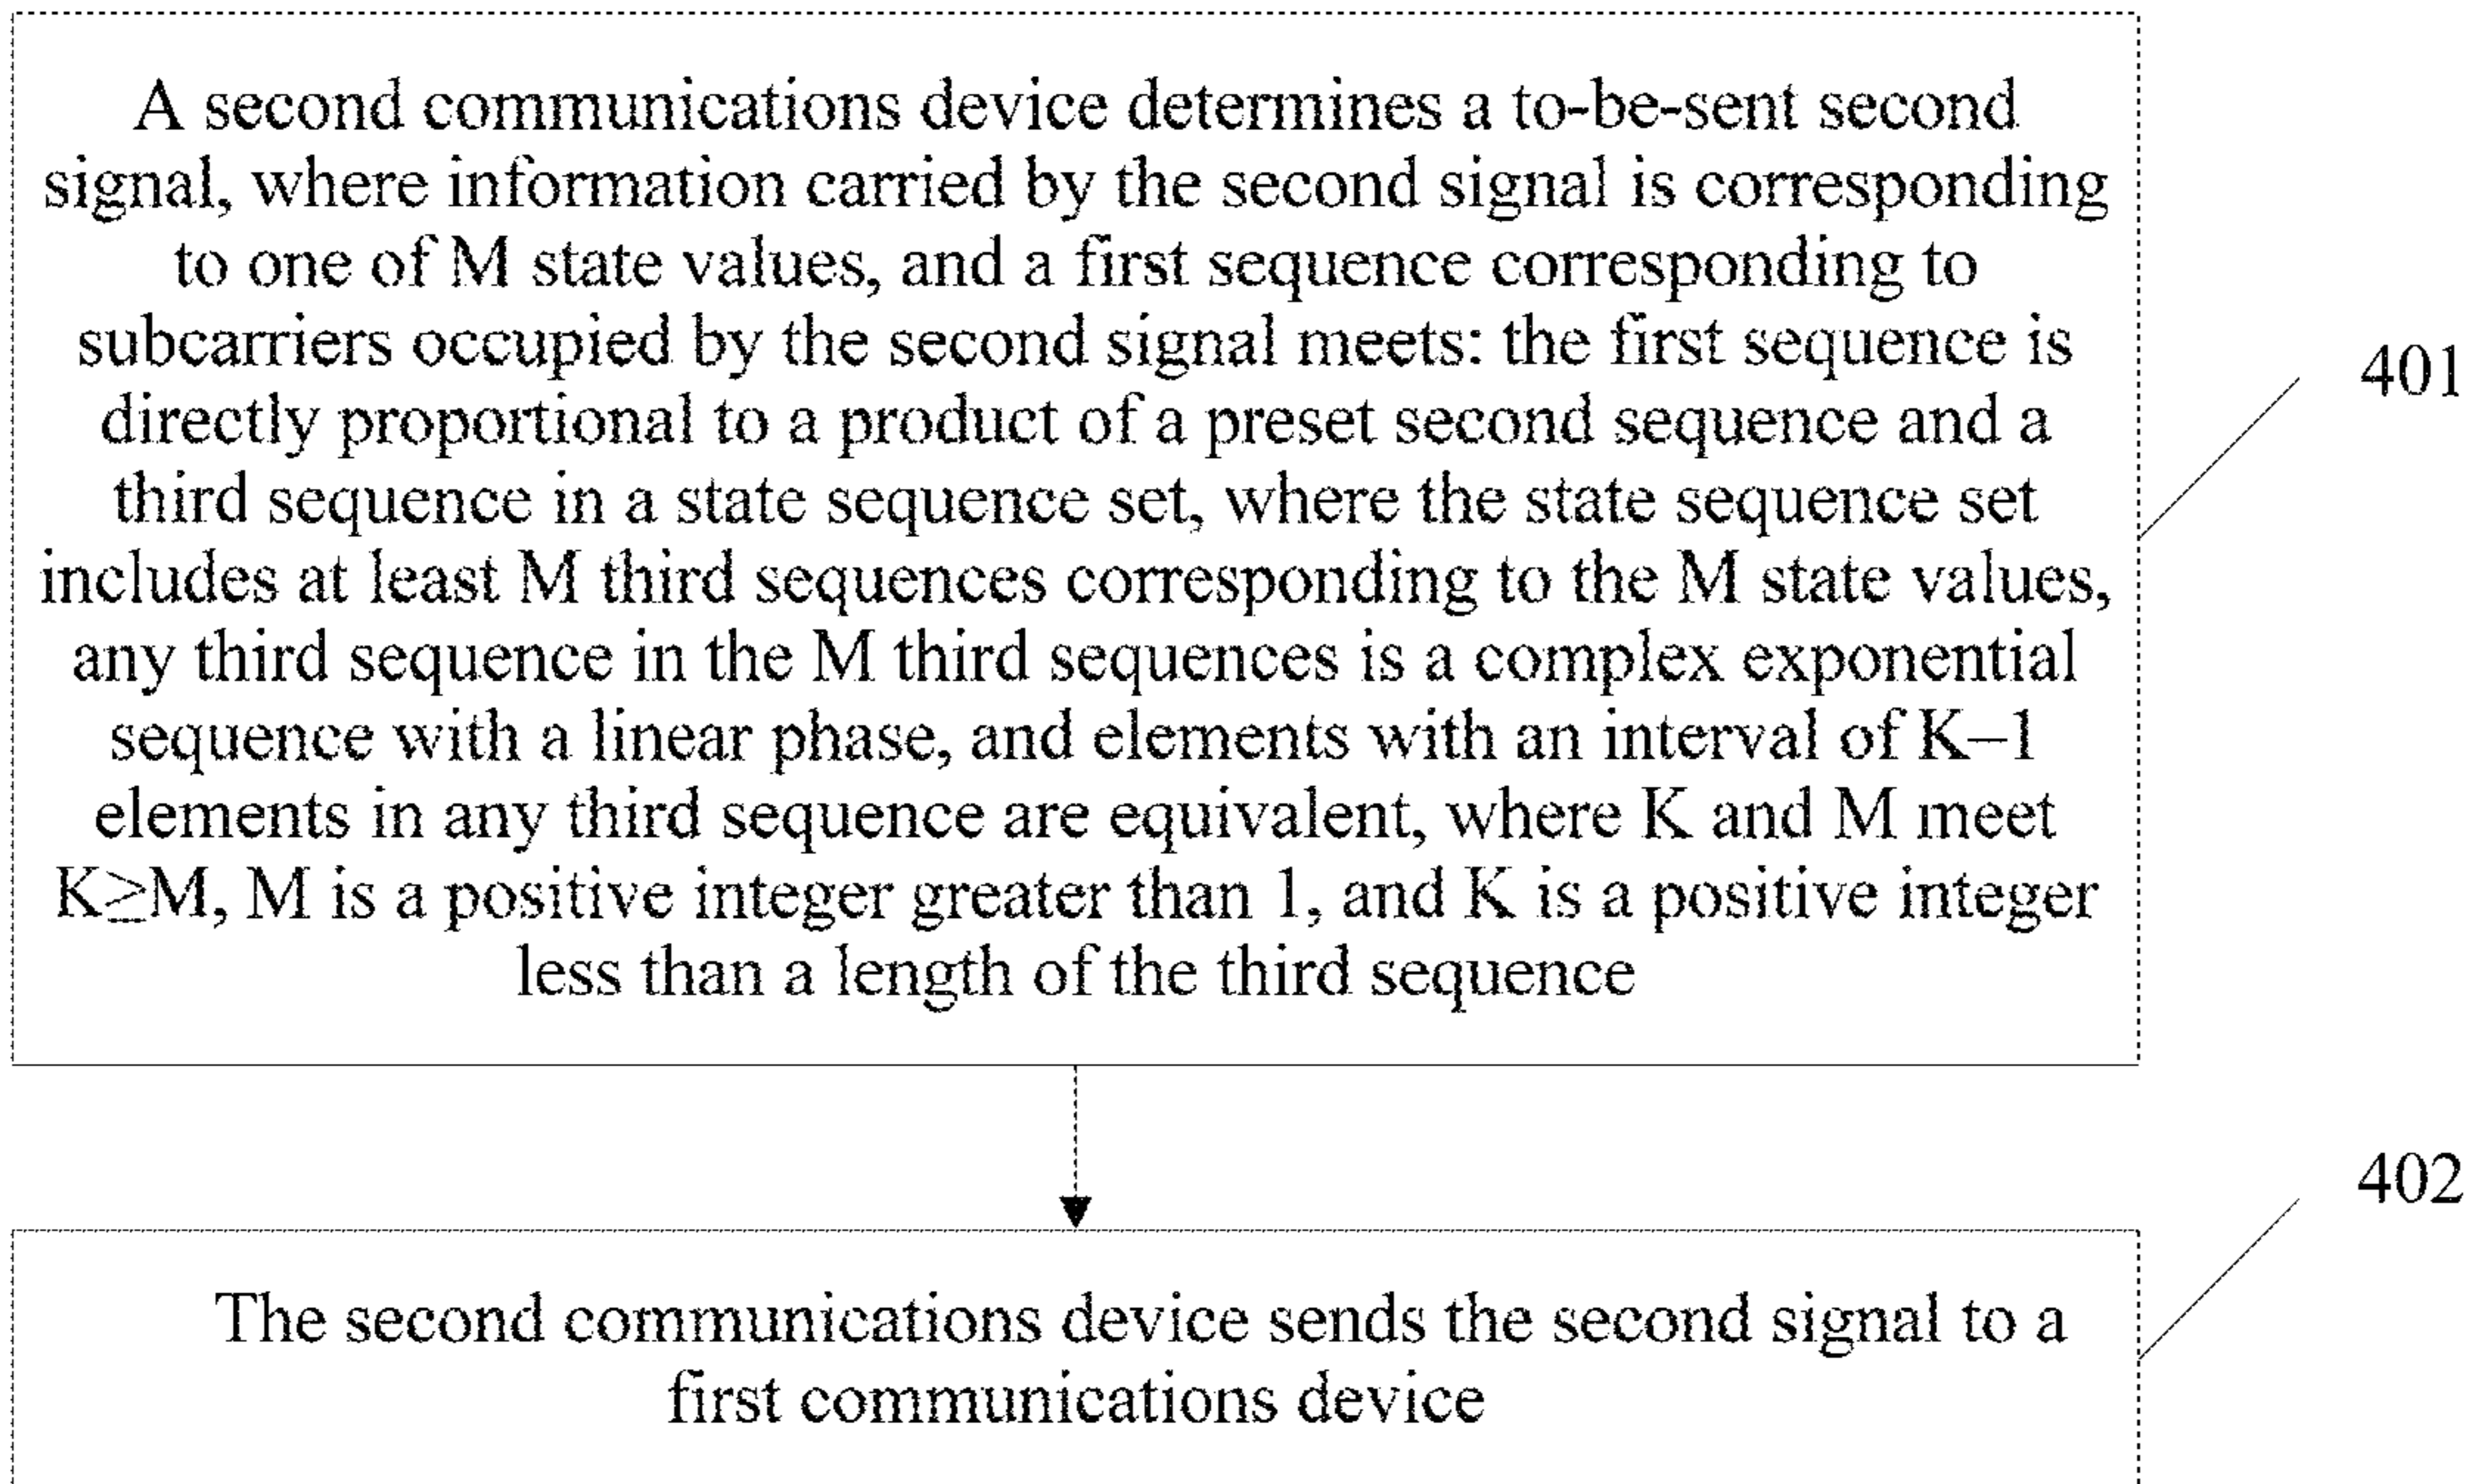 A second communications device determines a to-be-sent second
signal, where information carried by the second signal is corresponding
to one of M state values, and a first sequence corresponding to
subcarriers occupied by the second signal meets: the first sequence is
directly proportional to a product of a preset second sequence and a
third sequence in a state sequence set, where the state sequence set
includes at least M third sequences corresponding to the M state values,
any third sequence in the M third sequences is a complex exponential
sequence with a linear phase, and elements with an interval of K–1
elements in any third sequence are equivalent, where K and M meet
K≥M, M is a positive integer greater than 1, and K is a positive integer
less than a length of the third sequence
401
402
The second communications device sends the second signal to a
first communications device